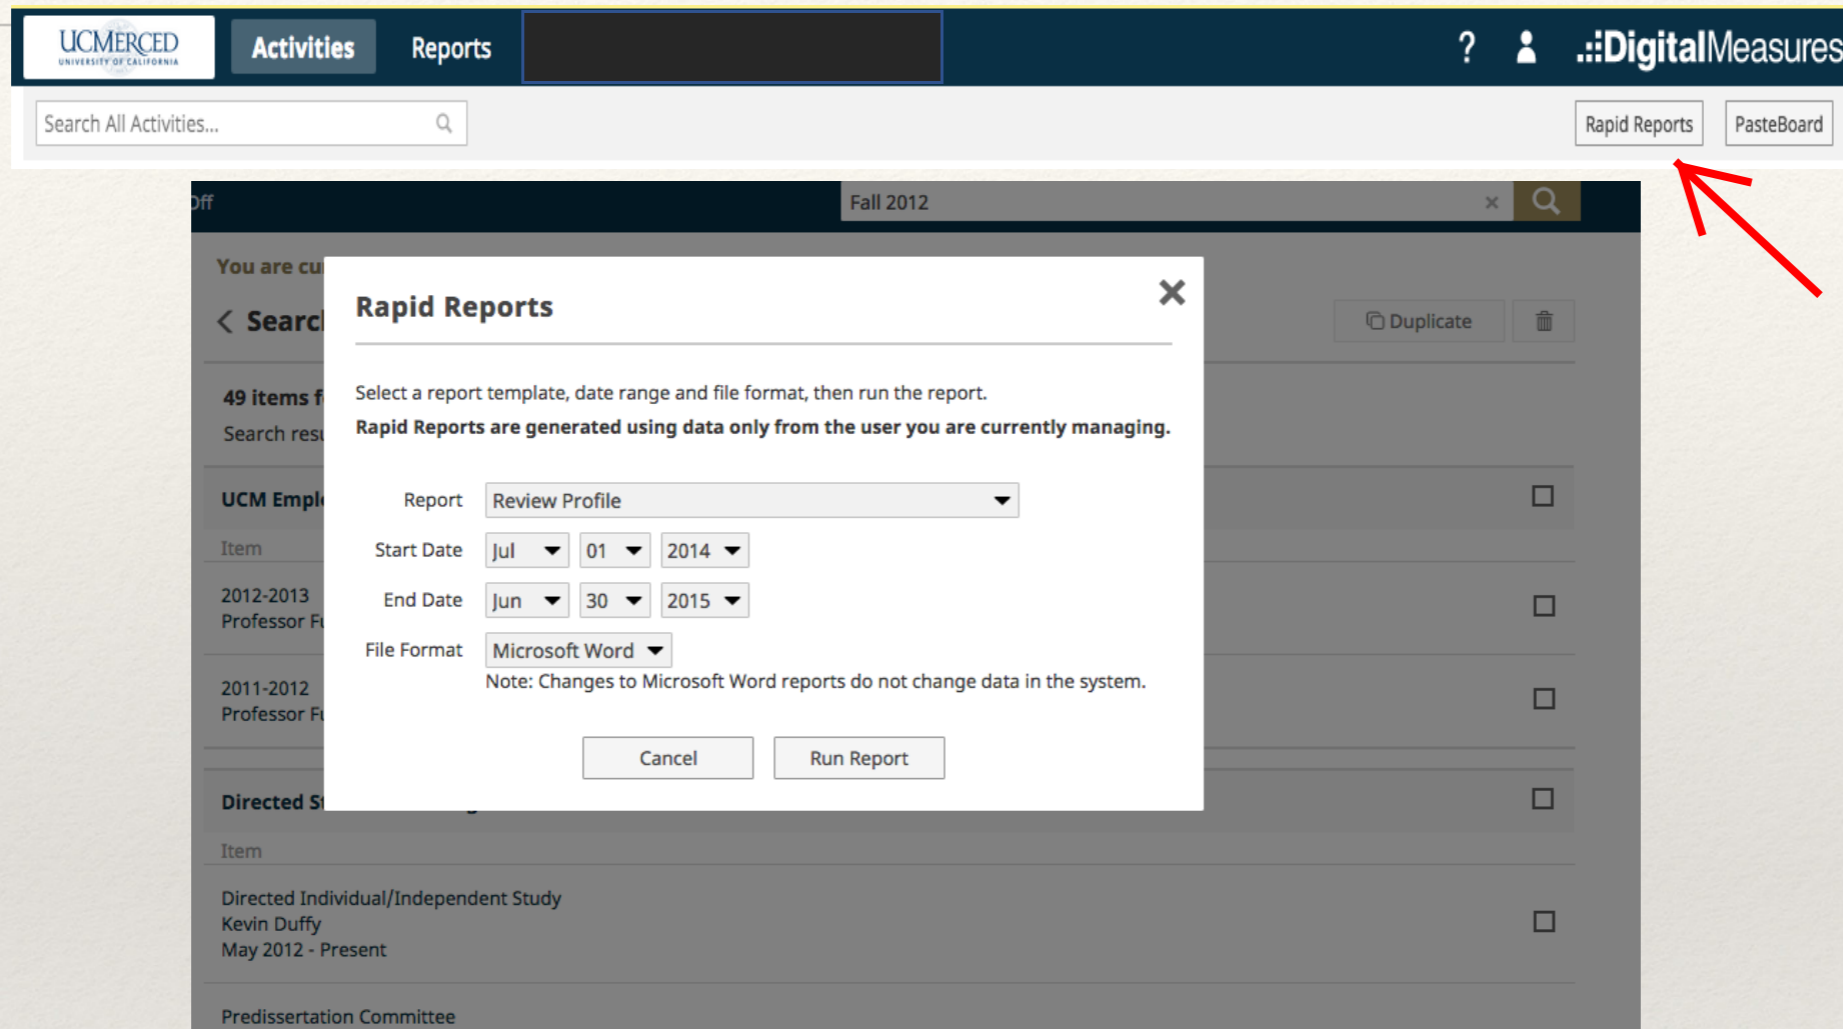 UCMERCED
UNIVERSITY OF CALIFORNIA
Activities
Reports
?
.::DigitalMeasures
Search All Activities...
Rapid Reports
PasteBoard
Off
Fall 2012
You are
Rapid Reports
Duplicate
49 items
Search
Select a report template, date range and file format, then run the report.
Rapid Reports are generated using data only from the user you are currently managing.
UCM
Report
Review Profile
Item
Start Date
Jul
01
2014
End Date
Jun
30
2015
2012-2013
Professor
File Format
Microsoft Word
Note: Changes to Microsoft Word reports do not change data in the system.
2011-2012
Professor
Cancel
Run Report
Directed
Item
Directed Individual/Independent Study
Kevin Duffy
May 2012 - Present
Predissertation Committee